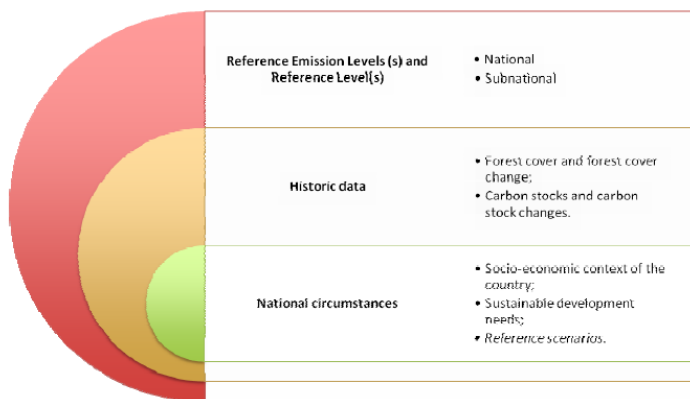 Reference Emission Levels (s) and
Reference Level(s)
• National
• Subnational
Historic data
• Forest cover and forest cover
change;
• Carbon stocks and carbon
stock changes.
National circumstances
• Socio-economic context of the
country;
• Sustainable development
needs;
• Reference scenarios.